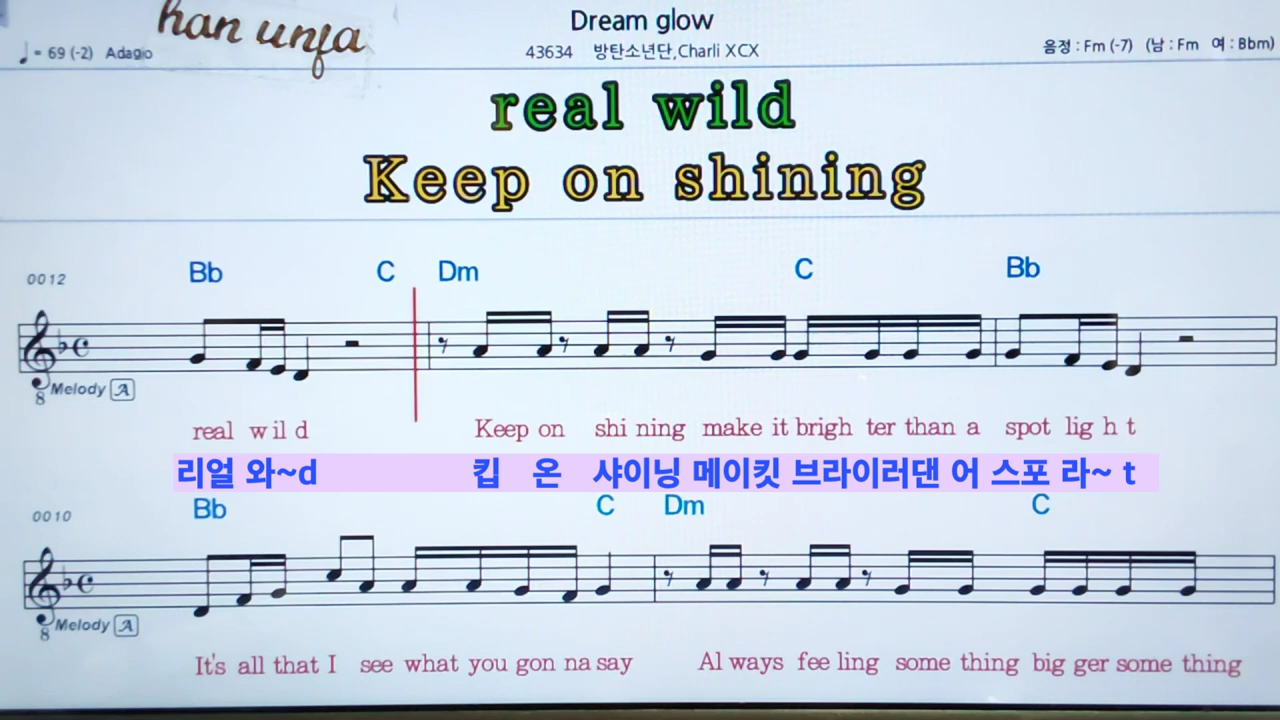 han unfa
Dream glow
♩ = 69 (-2) Adagio
43634 방탄소년단,Charli XCX
음정 : Fm (-7) (남 : Fm 여 : Bbm)
real wild
Keep on shining
0012 Bb C Dm C Bb
8 Melody A
real wil d Keep on shi ning make it brigh ter than a spot lig h t
리얼 와~d 킵 온 샤이닝 메이킷 브라이러댄 어 스포 라~ t
0010 Bb C Dm C
8 Melody A
It's all that I see what you gon na say Al ways fee ling some thing big ger some thing